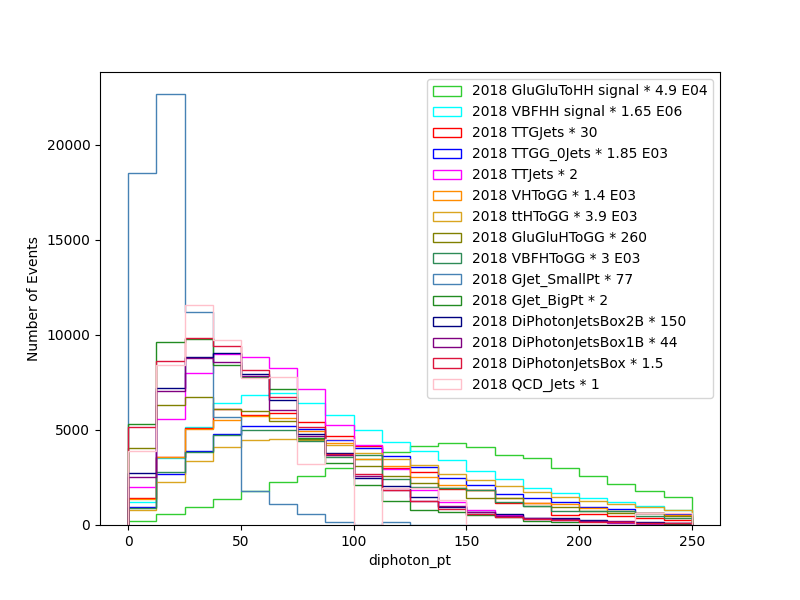 2018 GluGluToHH signal * 4.9 E04
2018 VBFHH signal * 1.65 E06
2018 TTGJets * 30
2018 TTGG_0Jets * 1.85 E03
2018 TTJets * 2
2018 VHToGG * 1.4 E03
2018 ttHToGG * 3.9 E03
2018 GluGluHToGG * 260
2018 VBFHToGG * 3 E03
2018 GJet_SmallPt * 77
2018 GJet_BigPt * 2
2018 DiPhotonJetsBox2B * 150
2018 DiPhotonJetsBox1B * 44
2018 DiPhotonJetsBox * 1.5
2018 QCD_Jets * 1
20000
15000
10000
5000
0
Number of Events
0 50 100 150 200 250
diphoton_pt